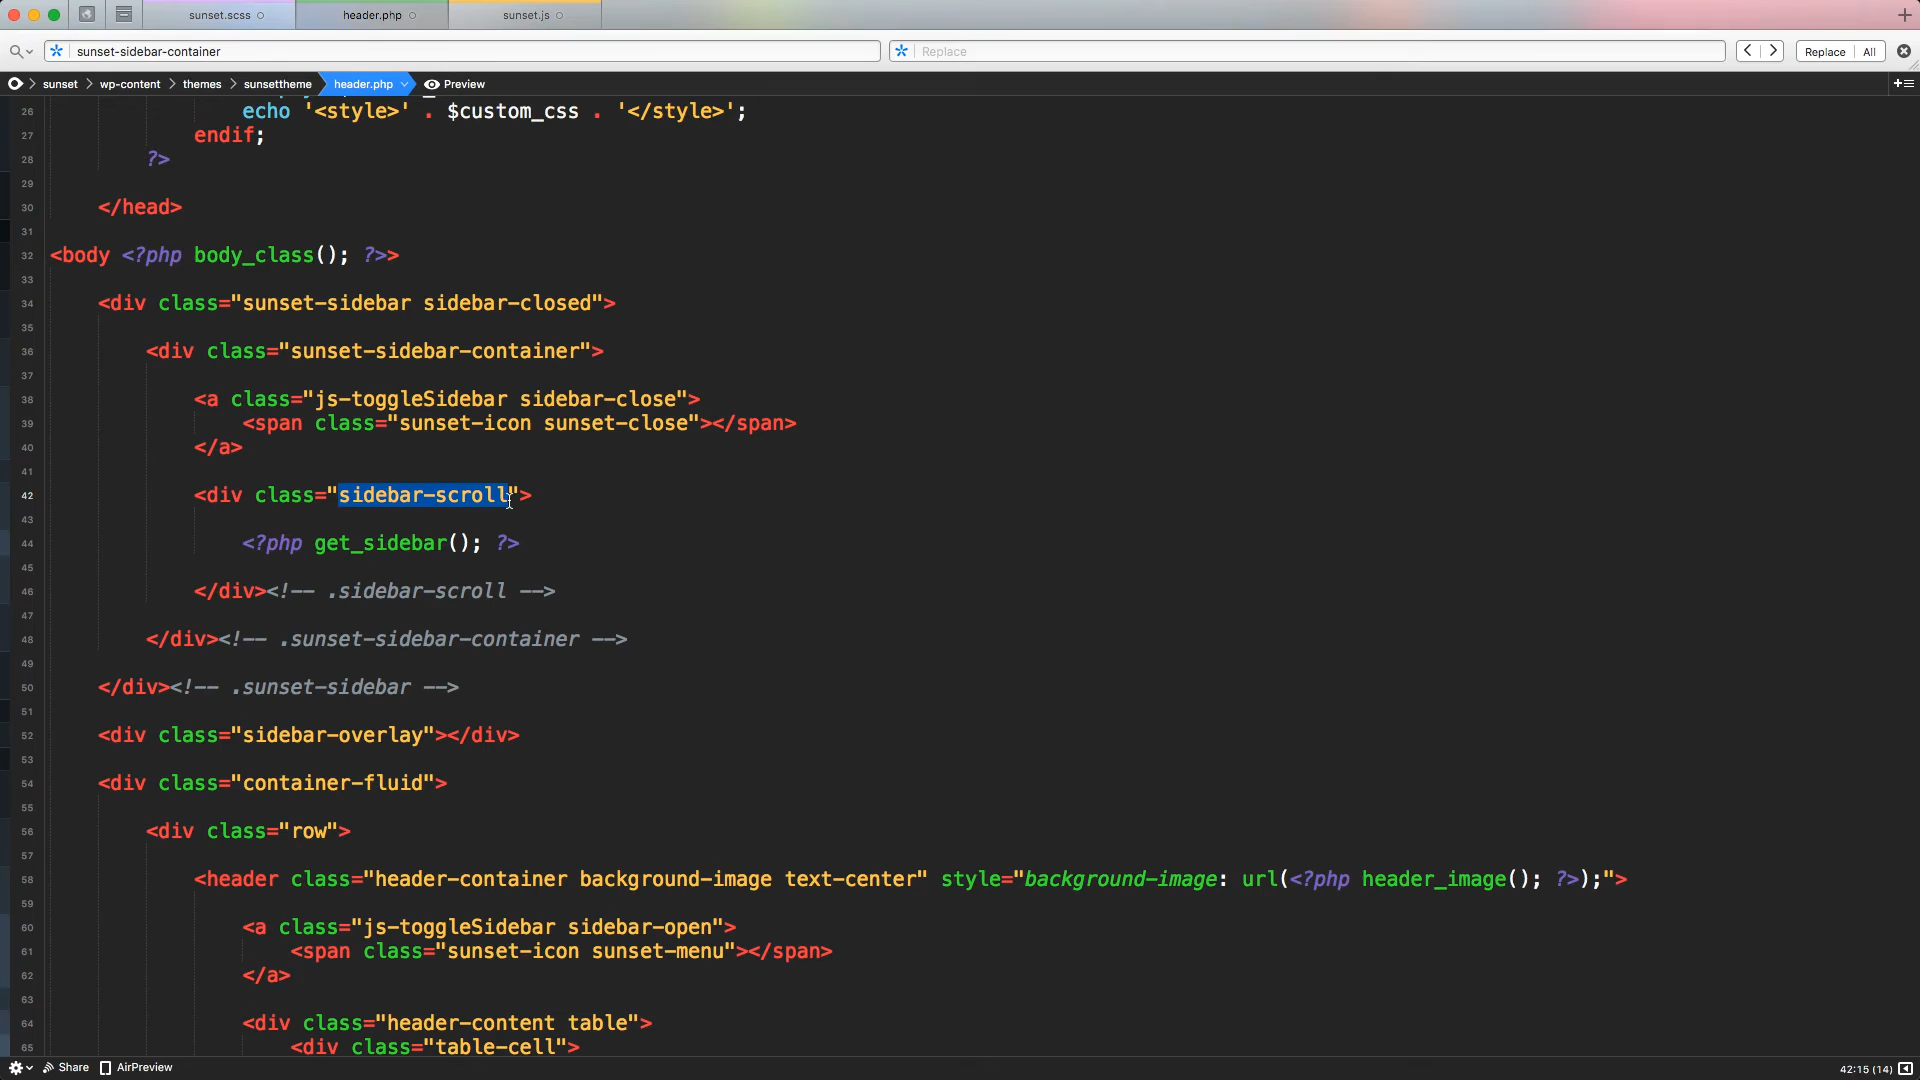 sunset.scss
header.php
sunset.js
sunset-sidebar-container
Replace
Replace
All
sunset
wp-content
themes
sunsettheme
header.php
Preview
26 echo '<style>' . $custom_css . '</style>';
27 endif;
28 ?>
29
30 </head>
31
32 <body <?php body_class(); ?>>
33
34 <div class="sunset-sidebar sidebar-closed">
35
36 <div class="sunset-sidebar-container">
37
38 <a class="js-toggleSidebar sidebar-close">
39 <span class="sunset-icon sunset-close"></span>
40 </a>
41
42 <div class="sidebar-scroll">
43
44 <?php get_sidebar(); ?>
45
46 </div><!-- .sidebar-scroll -->
47
48 </div><!-- .sunset-sidebar-container -->
49
50 </div><!-- .sunset-sidebar -->
51
52 <div class="sidebar-overlay"></div>
53
54 <div class="container-fluid">
55
56 <div class="row">
57
58 <header class="header-container background-image text-center" style="background-image: url(<?php header_image(); ?>);">
59
60 <a class="js-toggleSidebar sidebar-open">
61 <span class="sunset-icon sunset-menu"></span>
62 </a>
63
64 <div class="header-content table">
65 <div class="table-cell">
Share
AirPreview
42:15 (14)